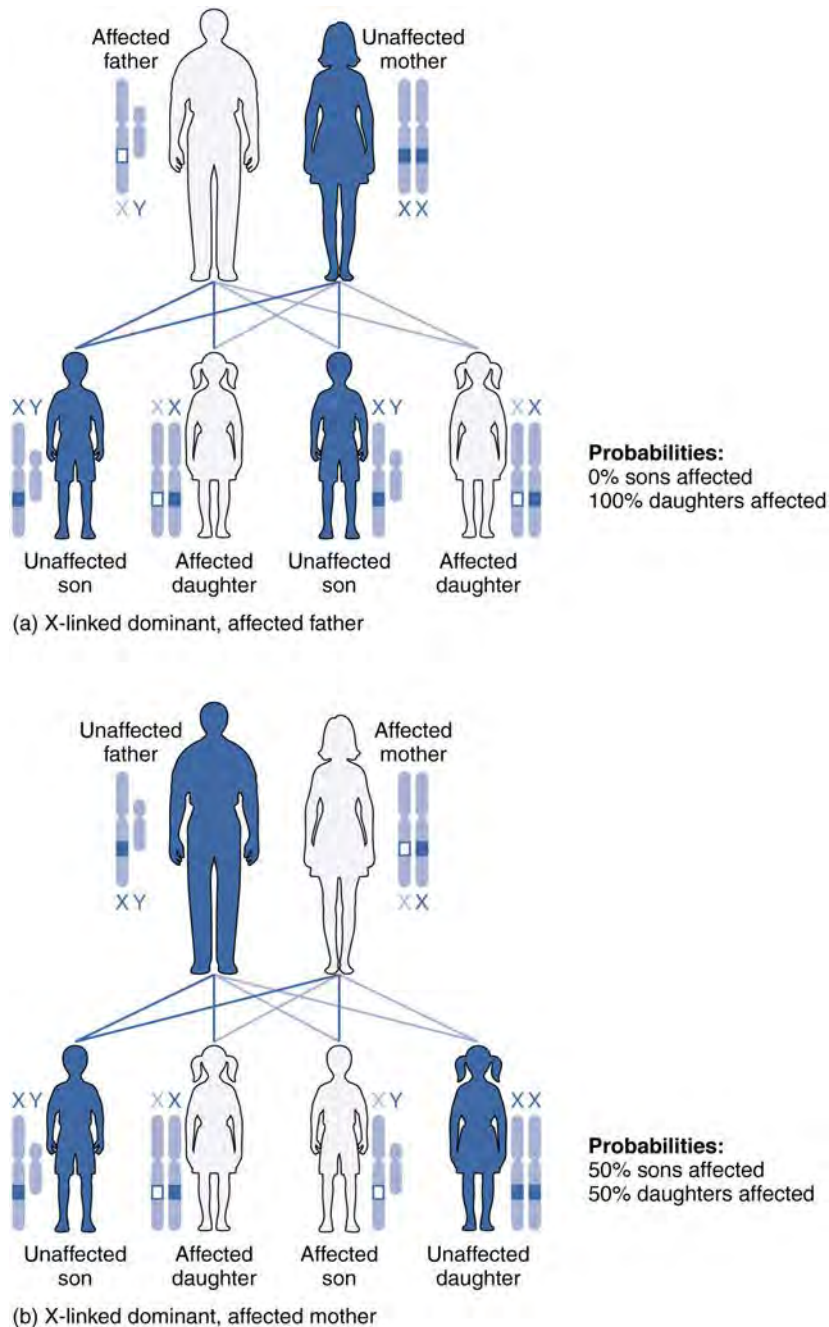 Affected
father
Unaffected
mother
X Y
X X
X Y
X X
X Y
X X
Probabilities:
0% sons affected
100% daughters affected
Unaffected
son
Affected
daughter
Unaffected
son
Affected
daughter
(a) X-linked dominant, affected father
Unaffected
father
Affected
mother
X Y
X X
X Y
X X
X Y
X X
Probabilities:
50% sons affected
50% daughters affected
Unaffected
son
Affected
daughter
Affected
son
Unaffected
daughter
(b) X-linked dominant, affected mother